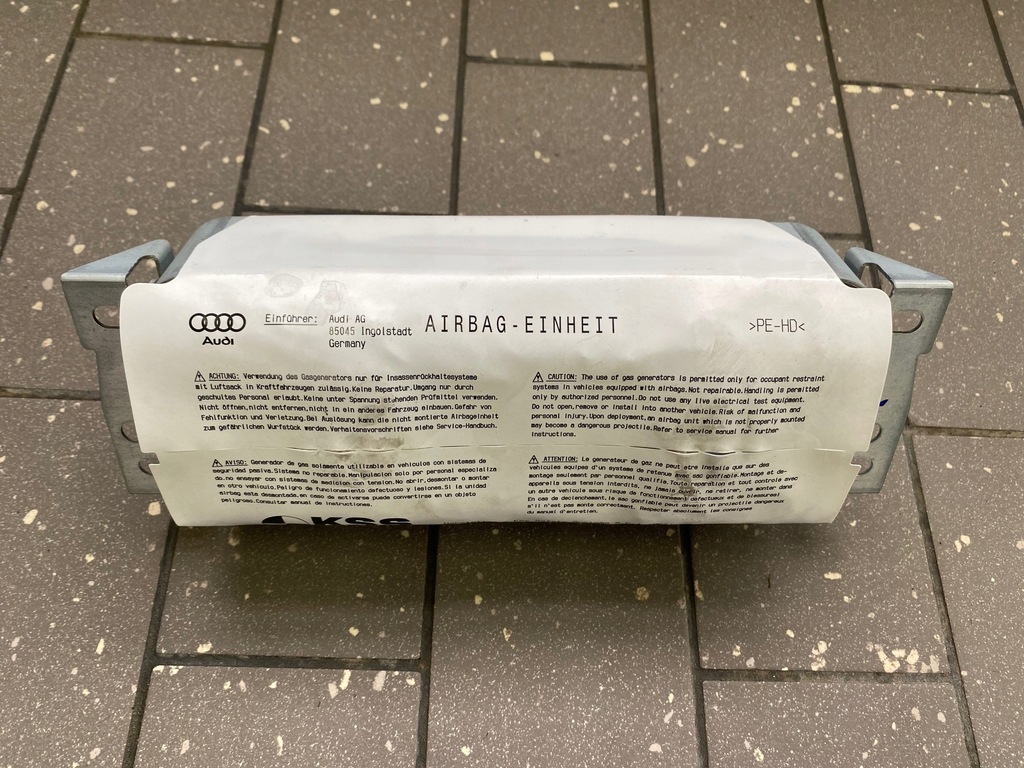 Audi
Einführer: Audi AG
85045 Ingolstadt
Germany
AIRBAG-EINHEIT
>PE-HD<
ACHTUNG: Verwendung des Gasgenerators nur für Insassenrückhaltesysteme
mit Luftsack in Kraftfahrzeugen zulässig.Keine Reparatur.Umgang nur durch
geschultes Personal erlaubt.Keine unter Spannung stehenden Prüfmittel verwenden.
Nicht öffnen,nicht entfernen,nicht in ein anderes Fahrzeug einbauen.Gefahr von
Fehlfunktion und Verletzung.Bei Auslösung kann die nicht montierte Airbageinheit
zum gefährlichen Wurfstück werden.Verhaltensvorschriften siehe Service-Handbuch.
CAUTION: The use of gas generators is permitted only for occupant restraint
systems in vehicles equipped with airbags.Not repairable.Handling is permitted
only by authorized personnel.Do not use any live electrical test equipment.
Do not open,remove or install into another vehicle.Risk of malfunction and
personal injury.Upon deployment,an airbag unit which is not properly mounted
may become a dangerous projectile.Refer to service manual for further
instructions.
AVISO: Generador de gas solamente utilizable en vehiculos con sistemas de
seguridad pasiva.Sistema no reparable.Manipulacion solo por personal especializa
do.no ensayar con sistemas de medicion con tension.No abrir,desmontar o montar
en otro vehiculo.Peligro de funcionamiento defectuoso y lesiones.Si la unidad
airbag esta desmontada,en caso de activarse puede convertirse en un objeto
peligroso.Consultar manual de instrucciones.
ATTENTION: Le generateur de gaz ne peut etre installe que sur des
vehicules equipes d'un systeme de retenue avec sac gonflable.Montage et de-
montage seulement par personnel qualifie.Toute reparation et tout controle avec
appareils sous tension interdits, ne jamais ouvrir, ne retirer, ne monter dans
un autre vehicule sous risque de fonctionnement defectueux et de blessures!
En cas de declenchement, le sac gonflable peut devenir un projectile dangereux
s'il n'est pas monte correctement. Respecter absolument les consignes
du manuel d'entretien.
KSS